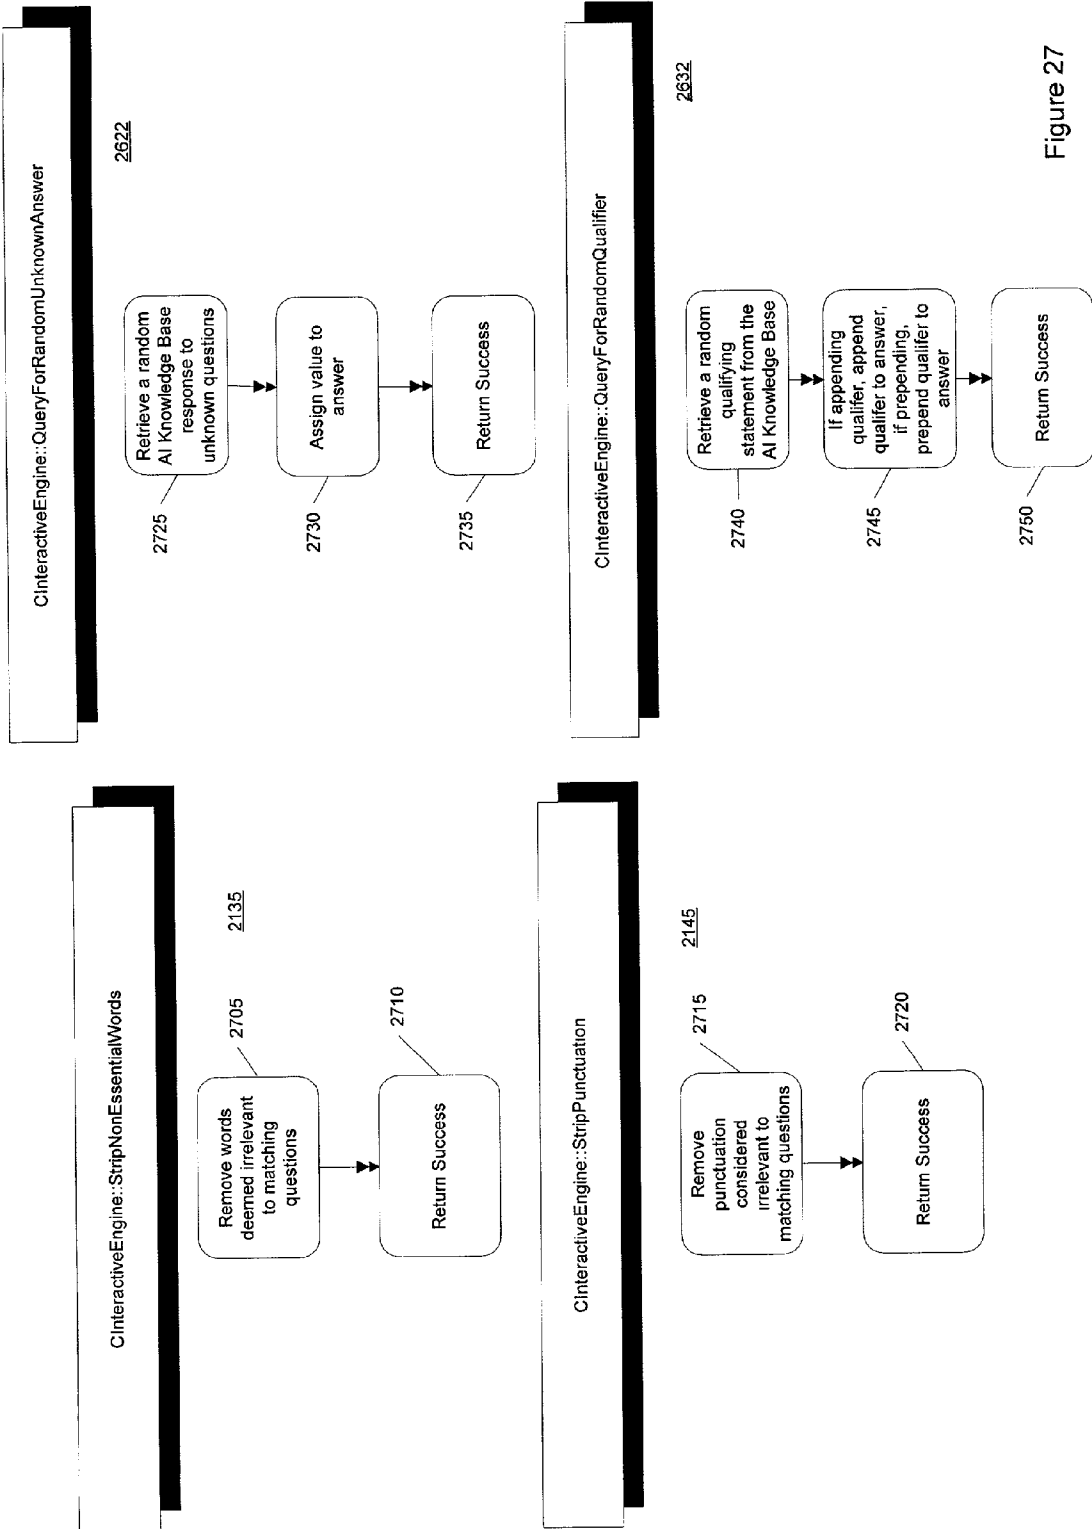 CInteractiveEngine::StripNonEssentialWords
2135
Remove words
deemed irrelevant
to matching
questions
2705
Return Success
2710
CInteractiveEngine::StripPunctuation
2145
Remove
punctuation
considered
irrelevant to
matching questions
2715
Return Success
2720
CInteractiveEngine::QueryForRandomUnknownAnswer
2622
Retrieve a random
AI Knowledge Base
response to
unknown questions
2725
Assign value to
answer
2730
Return Success
2735
CInteractiveEngine::QueryForRandomQualifier
2632
Retrieve a random
qualifying
statement from the
AI Knowledge Base
2740
If appending
qualifer, append
qualifer to answer,
if prepending,
prepend qualifer to
answer
2745
Return Success
2750
Figure 27